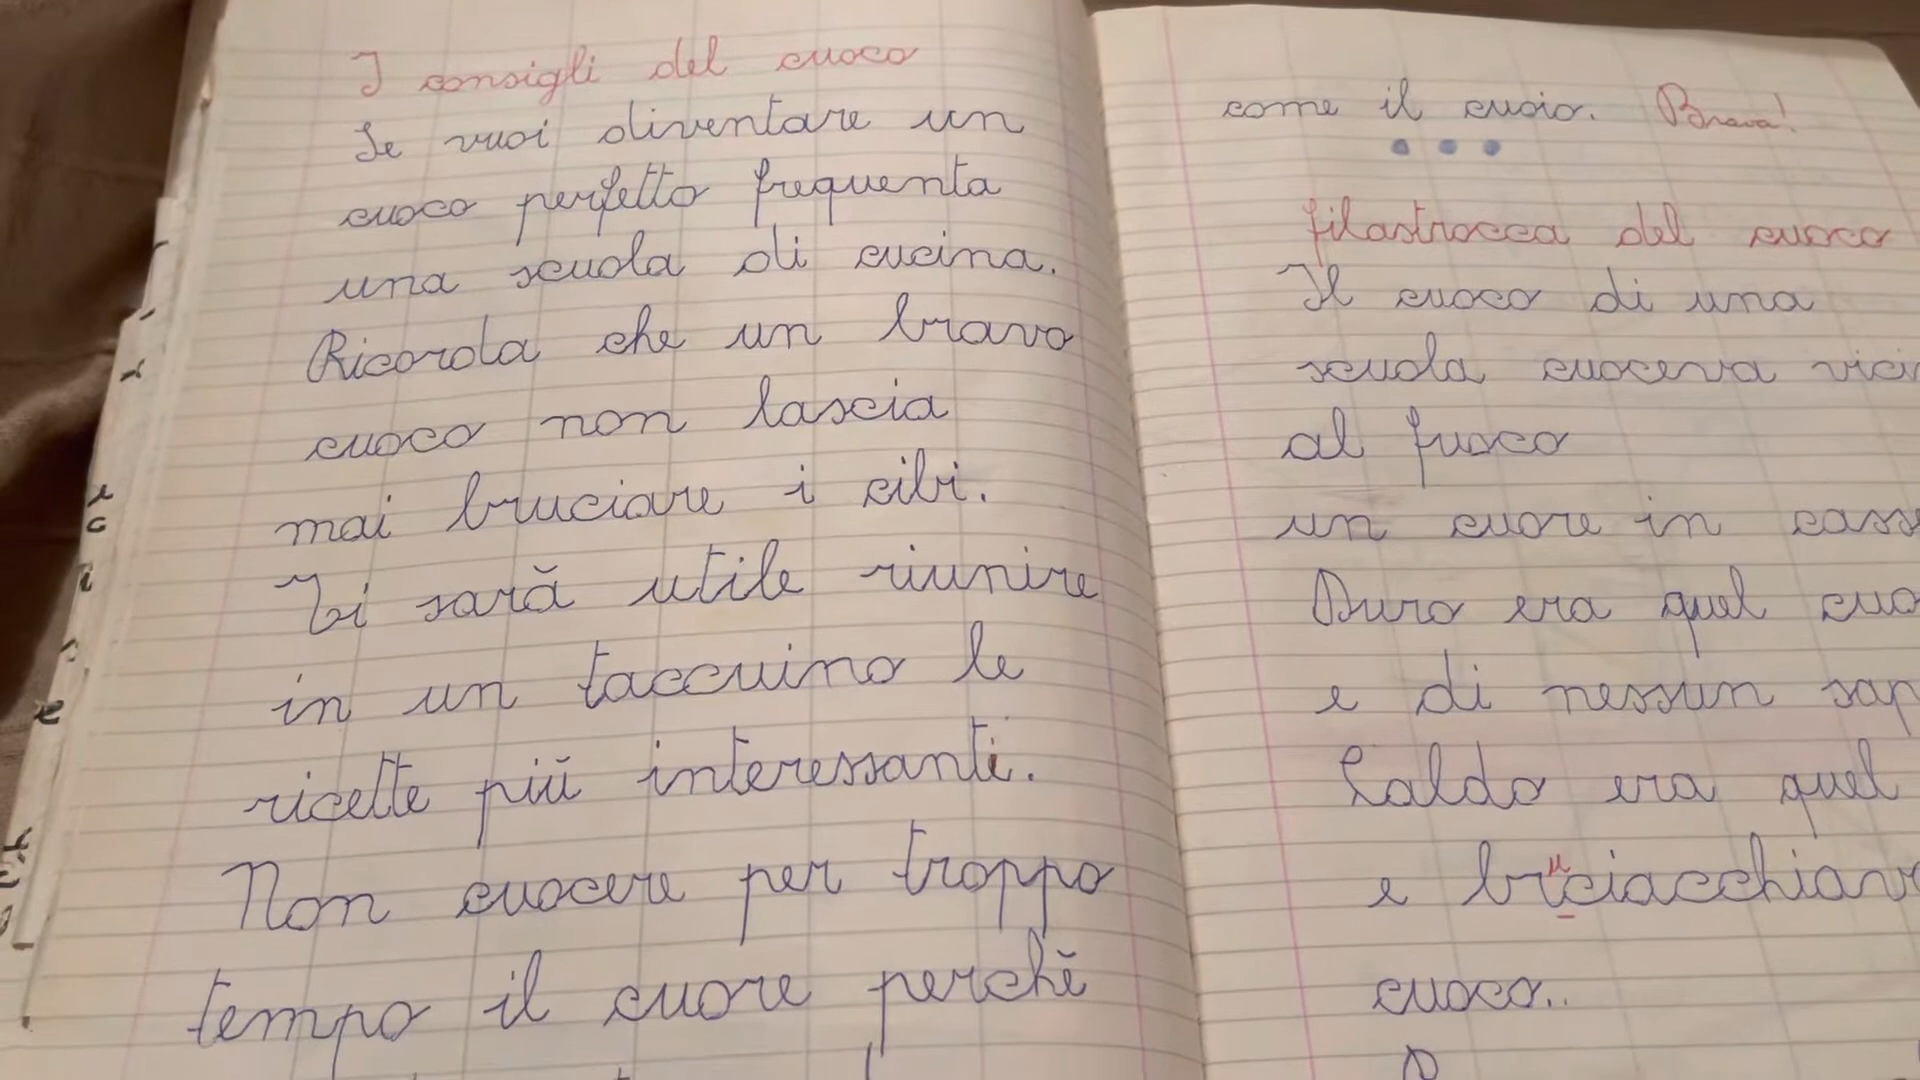 I consigli del cuoco
Se vuoi diventare un
cuoco perfetto frequenta
una scuola di cucina.
Ricorda che un bravo
cuoco non lascia
mai bruciare i cibi.
Ti sarà utile riunire
in un taccuino le
ricette più interessanti.
Non cuocere per troppo
tempo il cuore perchè
come il cuoio. Brava!
filastrocca del cuoco
Il cuoco di una
scuola cuoceva
al fuoco
un cuore in
Duro era quel
e di nessun
Caldo era quel
e
cuoco..